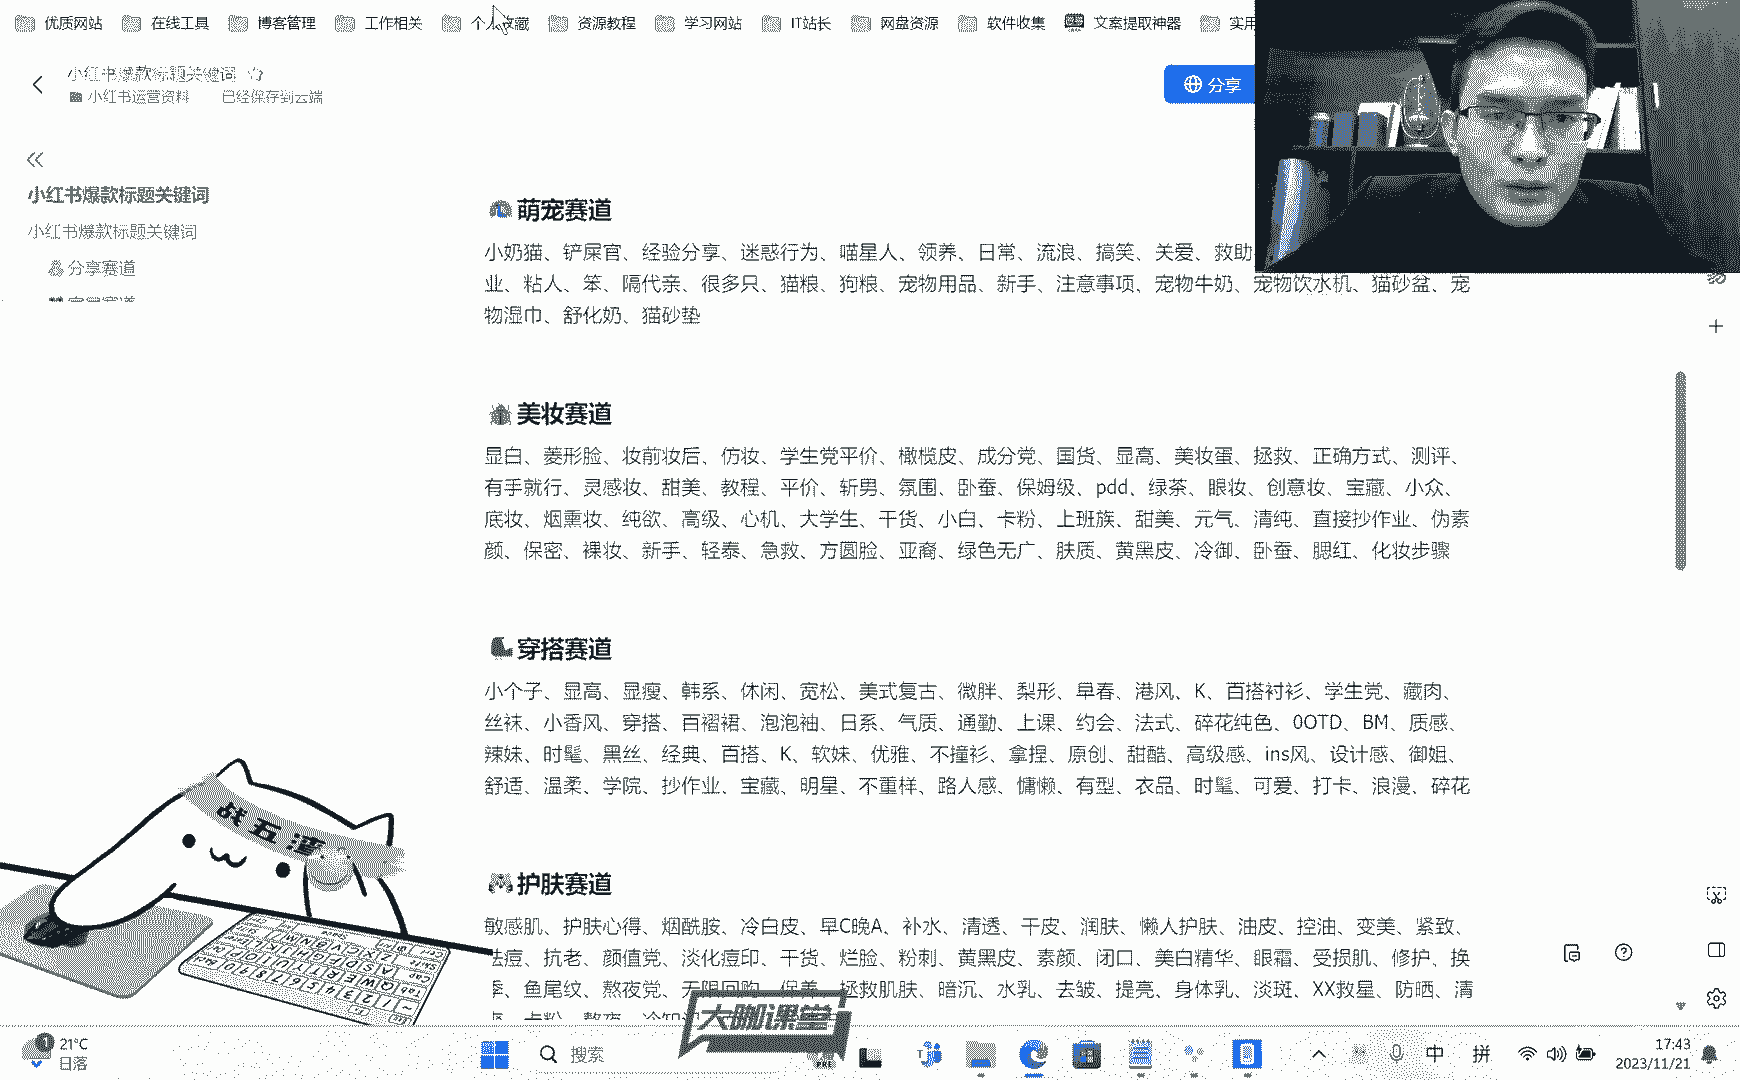 优质网站 在线工具 博客管理 工作相关 个人收藏 资源教程 学习网站 IT站长 网盘资源 软件收集 文案提取神器 实用
小红书爆款标题关键词
小红书运营资料 已经保存到云端
分享
小红书爆款标题关键词
小红书爆款标题关键词
分享赛道
萌宠赛道
小奶猫、铲屎官、经验分享、迷惑行为、喵星人、领养、日常、流浪、搞笑、关爱、救助
业、粘人、笨、隔代亲、很多只、猫粮、狗粮、宠物用品、新手、注意事项、宠物牛奶、宠物饮水机、猫砂盆、宠
物湿巾、舒化奶、猫砂垫
美妆赛道
显白、菱形脸、妆前妆后、仿妆、学生党平价、橄榄皮、成分党、国货、显高、美妆蛋、拯救、正确方式、测评、
有手就行、灵感妆、甜美、教程、平价、斩男、氛围、卧蚕、保姆级、pdd、绿茶、眼妆、创意妆、宝藏、小众、
底妆、烟熏妆、纯欲、高级、心机、大学生、干货、小白、卡粉、上班族、甜美、元气、清纯、直接抄作业、伪素
颜、保密、裸妆、新手、轻泰、急救、方圆脸、亚裔、绿色无广、肤质、黄黑皮、冷御、卧蚕、腮红、化妆步骤
穿搭赛道
小个子、显高、显瘦、韩系、休闲、宽松、美式复古、微胖、梨形、早春、港风、K、百搭衬衫、学生党、藏肉、
丝袜、小香风、穿搭、百褶裙、泡泡袖、日系、气质、通勤、上课、约会、法式、碎花纯色、0OTD、BM、质感、
辣妹、时髦、黑丝、经典、百搭、K、软妹、优雅、不撞衫、拿捏、原创、甜酷、高级感、ins风、设计感、御姐、
舒适、温柔、学院、抄作业、宝藏、明星、不重样、路人感、慵懒、有型、衣品、时髦、可爱、打卡、浪漫、碎花
护肤赛道
敏感肌、护肤心得、烟酰胺、冷白皮、早C晚A、补水、清透、干皮、润肤、懒人护肤、油皮、控油、变美、紧致、
祛痘、抗老、颜值党、淡化痘印、干货、烂脸、粉刺、黄黑皮、素颜、闭口、美白精华、眼霜、受损肌、修护、换
季、鱼尾纹、熬夜党、无限回购、保养、拯救肌肤、暗沉、水乳、去皱、提亮、身体乳、淡斑、XX救星、防晒、清
战五渣
大咖课堂
21°C
日落
搜索
中 拼
17:43
2023/11/21